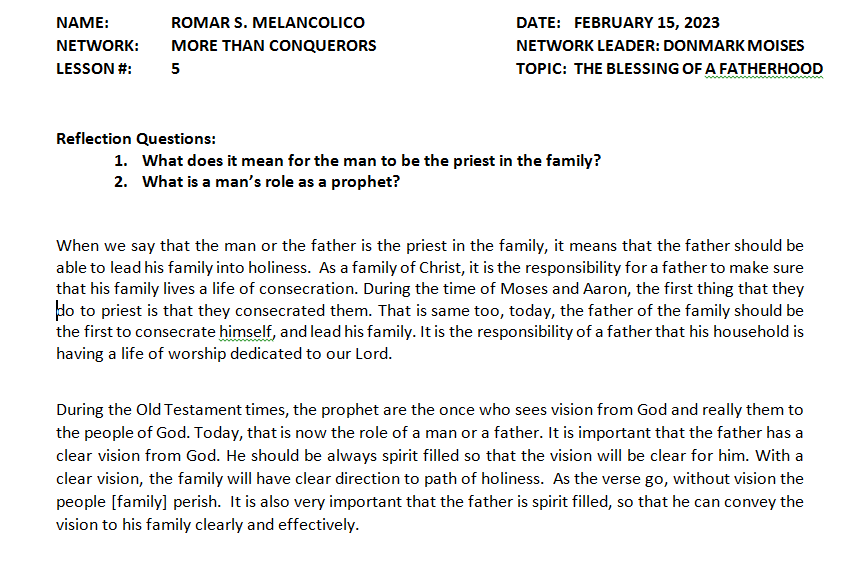 NAME: ROMAR S. MELANCOLICO DATE: FEBRUARY 15, 2023
NETWORK: MORE THAN CONQUERORS NETWORK LEADER: DONMARK MOISES
LESSON #: 5 TOPIC: THE BLESSING OF A FATHERHOOD
Reflection Questions:
1. What does it mean for the man to be the priest in the family?
2. What is a man's role as a prophet?
When we say that the man or the father is the priest in the family, it means that the father should be
able to lead his family into holiness. As a family of Christ, it is the responsibility for a father to make sure
that his family lives a life of consecration. During the time of Moses and Aaron, the first thing that they
do to priest is that they consecrated them. That is same too, today, the father of the family should be
the first to consecrate himself, and lead his family. It is the responsibility of a father that his household is
having a life of worship dedicated to our Lord.
During the Old Testament times, the prophet are the once who sees vision from God and really them to
the people of God. Today, that is now the role of a man or a father. It is important that the father has a
clear vision from God. He should be always spirit filled so that the vision will be clear for him. With a
clear vision, the family will have clear direction to path of holiness. As the verse go, without vision the
people [family] perish. It is also very important that the father is spirit filled, so that he can convey the
vision to his family clearly and effectively.